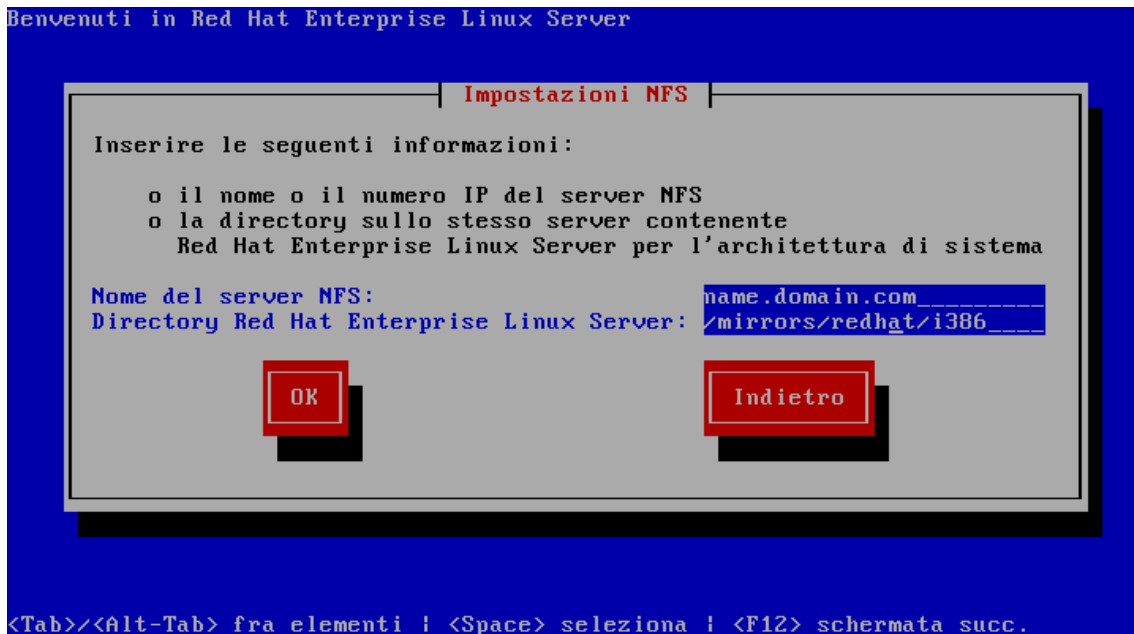 Benvenuti in Red Hat Enterprise Linux Server
Impostazioni NFS
Inserire le seguenti informazioni:
o il nome o il numero IP del server NFS
o la directory sullo stesso server contenente
Red Hat Enterprise Linux Server per l'architettura di sistema
Nome del server NFS: name.domain.com_________
Directory Red Hat Enterprise Linux Server: /mirrors/redhat/i386____
OK Indietro
<Tab>/<Alt-Tab> fra elementi | <Space> seleziona | <F12> schermata succ.